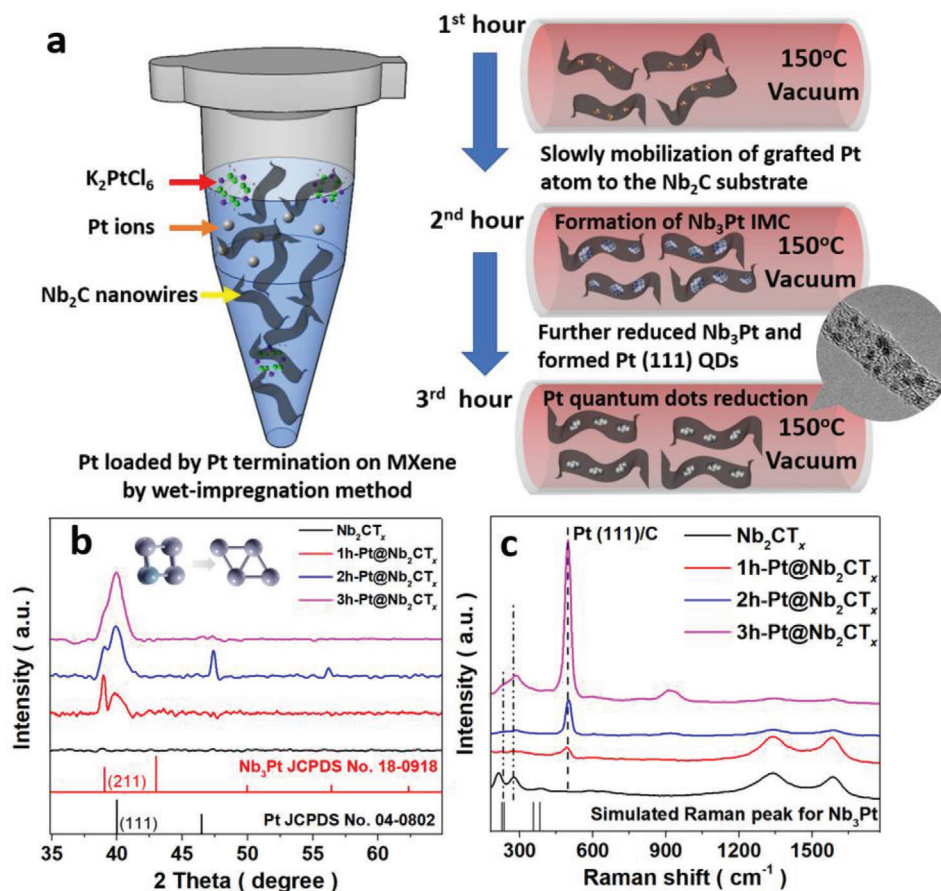 a
1st hour
150oC
Vacuum
K2PtCl6
Pt ions
Nb2C nanowires
Slowly mobilization of grafted Pt
atom to the Nb2C substrate
2nd hour
Formation of Nb3Pt IMC
150oC
Vacuum
Further reduced Nb3Pt and
formed Pt (111) QDs
3rd hour
Pt quantum dots reduction
150oC
Vacuum
Pt loaded by Pt termination on MXene
by wet-impregnation method
b
Nb2CTx
1h-Pt@Nb2CTx
2h-Pt@Nb2CTx
3h-Pt@Nb2CTx
Intensity ( a.u. )
Nb3Pt JCPDS No. 18-0918
(211)
(111)
Pt JCPDS No. 04-0802
35 40 45 50 55 60
2 Theta ( degree )
c
Pt (111)/C
Nb2CTx
1h-Pt@Nb2CTx
2h-Pt@Nb2CTx
3h-Pt@Nb2CTx
Intensity ( a.u.)
Simulated Raman peak for Nb3Pt
300 600 900 1200 1500
Raman shift ( cm-1)